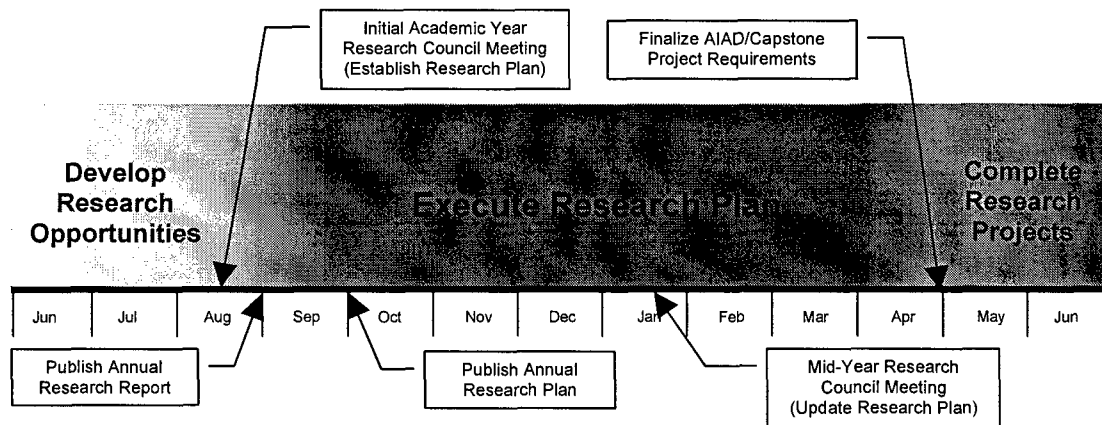 Initial Academic Year
Research Council Meeting
(Establish Research Plan)
Finalize AIAD/Capstone
Project Requirements
Develop
Research
Opportunities
Execute Research Plan
Complete
Research
Projects
Jun Jul Aug Sep Oct Nov Dec Jan Feb Mar Apr May Jun
Publish Annual
Research Report
Publish Annual
Research Plan
Mid-Year Research
Council Meeting
(Update Research Plan)